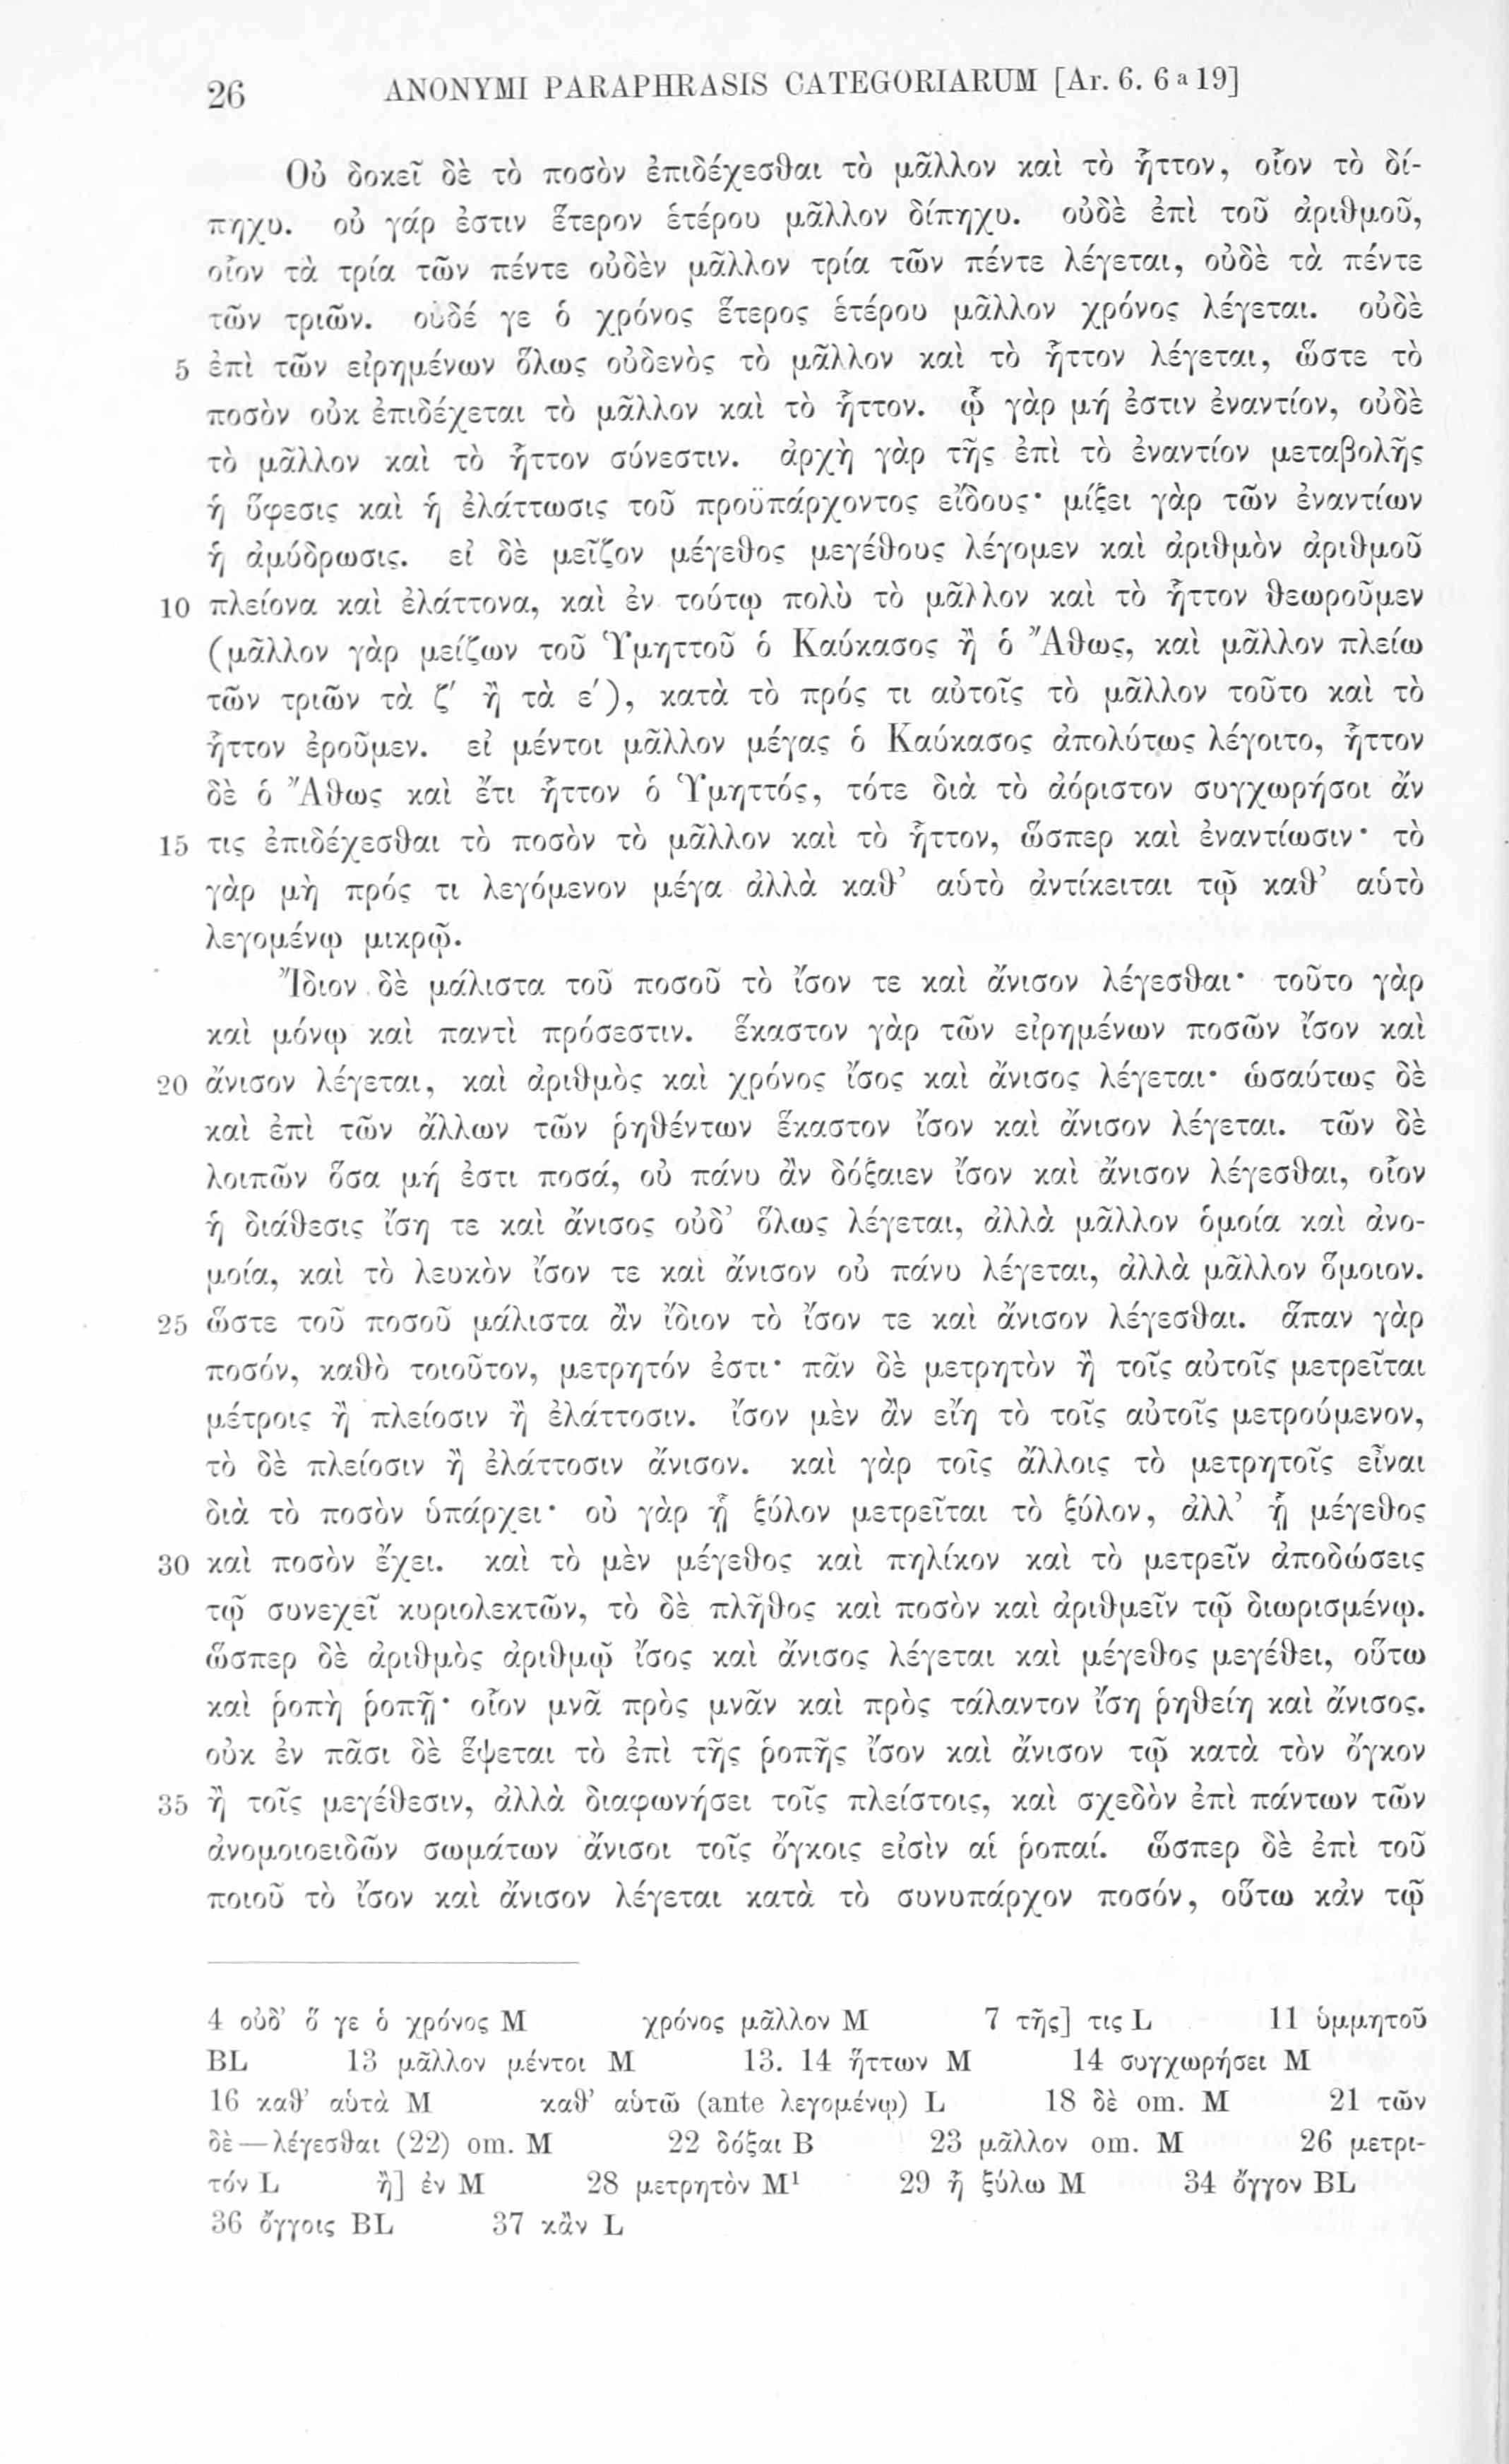 26 ANONYMI PARAPHRASIS CATEGORIARUM [Ar. 6. 6 a 19]
Οὐ δοκεῖ δὲ τὸ ποσὸν ἐπιδέχεσθαι τὸ μᾶλλον καὶ τὸ ἧττον, οἷον τὸ δί-
πηχυ. οὐ γάρ ἐστιν ἕτερον ἑτέρου μᾶλλον δίπηχυ. οὐδὲ ἐπὶ τοῦ ἀριθμοῦ,
οἷον τὰ τρία τῶν πέντε οὐδὲν μᾶλλον τρία τῶν πέντε λέγεται, οὐδὲ τὰ πέντε
τῶν τριῶν. οὐδέ γε ὁ χρόνος ἕτερος ἑτέρου μᾶλλον χρόνος λέγεται. οὐδὲ
5 ἐπὶ τῶν εἰρημένων ὅλως οὐδενὸς τὸ μᾶλλον καὶ τὸ ἧττον λέγεται, ὥστε τὸ
ποσὸν οὐκ ἐπιδέχεται τὸ μᾶλλον καὶ τὸ ἧττον. ᾧ γὰρ μή ἐστιν ἐναντίον, οὐδὲ
τὸ μᾶλλον καὶ τὸ ἧττον σύνεστιν. ἀρχὴ γὰρ τῆς ἐπὶ τὸ ἐναντίον μεταβολῆς
ἡ ὕφεσις καὶ ἡ ἐλάττωσις τοῦ προϋπάρχοντος εἴδους· μίξει γὰρ τῶν ἐναντίων
ἡ ἀμύδρωσις. εἰ δὲ μεῖζον μέγεθος μεγέθους λέγομεν καὶ ἀριθμὸν ἀριθμοῦ
10 πλείονα καὶ ἐλάττονα, καὶ ἐν τούτῳ πολὺ τὸ μᾶλλον καὶ τὸ ἧττον θεωροῦμεν
(μᾶλλον γὰρ μείζων τοῦ Ὑμηττοῦ ὁ Καύκασος ἢ ὁ Ἄθως, καὶ μᾶλλον πλείω
τῶν τριῶν τὰ ζ′ ἢ τὰ ε′), κατὰ τὸ πρός τι αὐτοῖς τὸ μᾶλλον τοῦτο καὶ τὸ
ἧττον ἐροῦμεν. εἰ μέντοι μᾶλλον μέγας ὁ Καύκασος ἀπολύτως λέγοιτο, ἧττον
δὲ ὁ Ἄθως καὶ ἔτι ἧττον ὁ Ὑμηττός, τότε διὰ τὸ ἀόριστον συγχωρήσοι ἄν
15 τις ἐπιδέχεσθαι τὸ ποσὸν τὸ μᾶλλον καὶ τὸ ἧττον, ὥσπερ καὶ ἐναντίωσιν· τὸ
γὰρ μὴ πρός τι λεγόμενον μέγα ἀλλὰ καθ’ αὑτὸ ἀντίκειται τῷ καθ’ αὑτὸ
λεγομένῳ μικρῷ.
Ἴδιον δὲ μάλιστα τοῦ ποσοῦ τὸ ἴσον τε καὶ ἄνισον λέγεσθαι· τοῦτο γὰρ
καὶ μόνῳ καὶ παντὶ πρόσεστιν. ἕκαστον γὰρ τῶν εἰρημένων ποσῶν ἴσον καὶ
20 ἄνισον λέγεται, καὶ ἀριθμὸς καὶ χρόνος ἴσος καὶ ἄνισος λέγεται· ὡσαύτως δὲ
καὶ ἐπὶ τῶν ἄλλων τῶν ῥηθέντων ἕκαστον ἴσον καὶ ἄνισον λέγεται. τῶν δὲ
λοιπῶν ὅσα μή ἐστι ποσά, οὐ πάνυ ἂν δόξαιεν ἴσον καὶ ἄνισον λέγεσθαι, οἷον
ἡ διάθεσις ἴση τε καὶ ἄνισος οὐδ’ ὅλως λέγεται, ἀλλὰ μᾶλλον ὁμοία καὶ ἀνο-
μοία, καὶ τὸ λευκὸν ἴσον τε καὶ ἄνισον οὐ πάνυ λέγεται, ἀλλὰ μᾶλλον ὅμοιον.
25 ὥστε τοῦ ποσοῦ μάλιστα ἂν ἴδιον τὸ ἴσον τε καὶ ἄνισον λέγεσθαι. ἅπαν γὰρ
ποσόν, καθὸ τοιοῦτον, μετρητόν ἐστι· πᾶν δὲ μετρητὸν ἢ τοῖς αὐτοῖς μετρεῖται
μέτροις ἢ πλείοσιν ἢ ἐλάττοσιν. ἴσον μὲν ἂν εἴη τὸ τοῖς αὐτοῖς μετρούμενον,
τὸ δὲ πλείοσιν ἢ ἐλάττοσιν ἄνισον. καὶ γὰρ τοῖς ἄλλοις τὸ μετρητοῖς εἶναι
διὰ τὸ ποσὸν ὑπάρχει· οὐ γὰρ ᾗ ξύλον μετρεῖται τὸ ξύλον, ἀλλ’ ᾗ μέγεθος
30 καὶ ποσὸν ἔχει. καὶ τὸ μὲν μέγεθος καὶ πηλίκον καὶ τὸ μετρεῖν ἀποδώσεις
τῷ συνεχεῖ κυριολεκτῶν, τὸ δὲ πλῆθος καὶ ποσὸν καὶ ἀριθμεῖν τῷ διωρισμένῳ.
ὥσπερ δὲ ἀριθμὸς ἀριθμῷ ἴσος καὶ ἄνισος λέγεται καὶ μέγεθος μεγέθει, οὕτω
καὶ ῥοπὴ ῥοπῇ· οἷον μνᾶ πρὸς μνᾶν καὶ πρὸς τάλαντον ἴση ῥηθείη καὶ ἄνισος.
οὐκ ἐν πᾶσι δὲ ἕψεται τὸ ἐπὶ τῆς ῥοπῆς ἴσον καὶ ἄνισον τῷ κατὰ τὸν ὄγκον
35 ἢ τοῖς μεγέθεσιν, ἀλλὰ διαφωνήσει τοῖς πλείστοις, καὶ σχεδὸν ἐπὶ πάντων τῶν
ἀνομοιοειδῶν σωμάτων ἄνισοι τοῖς ὄγκοις εἰσὶν αἱ ῥοπαί. ὥσπερ δὲ ἐπὶ τοῦ
ποιοῦ τὸ ἴσον καὶ ἄνισον λέγεται κατὰ τὸ συνυπάρχον ποσόν, οὕτω κἀν τῷ
4 οὐδ’ ὅ γε ὁ χρόνος M χρόνος μᾶλλον M 7 τῆς] τις L 11 ὑμμητοῦ
BL 13 μᾶλλον μέντοι M 13. 14 ἥττων M 14 συγχωρήσει M
16 καθ’ αὑτὰ M καθ’ αὑτῶ (ante λεγομένῳ) L 18 δὲ om. M 21 τῶν
δὲ—λέγεσθαι (22) om. M 22 δόξαι B 23 μᾶλλον om. M 26 μετρι-
τόν L ἢ] ἐν M 28 μετρητὸν M¹ 29 ἦ ξύλω M 34 ὄγγον BL
36 ὄγγοις BL 37 κἂν L